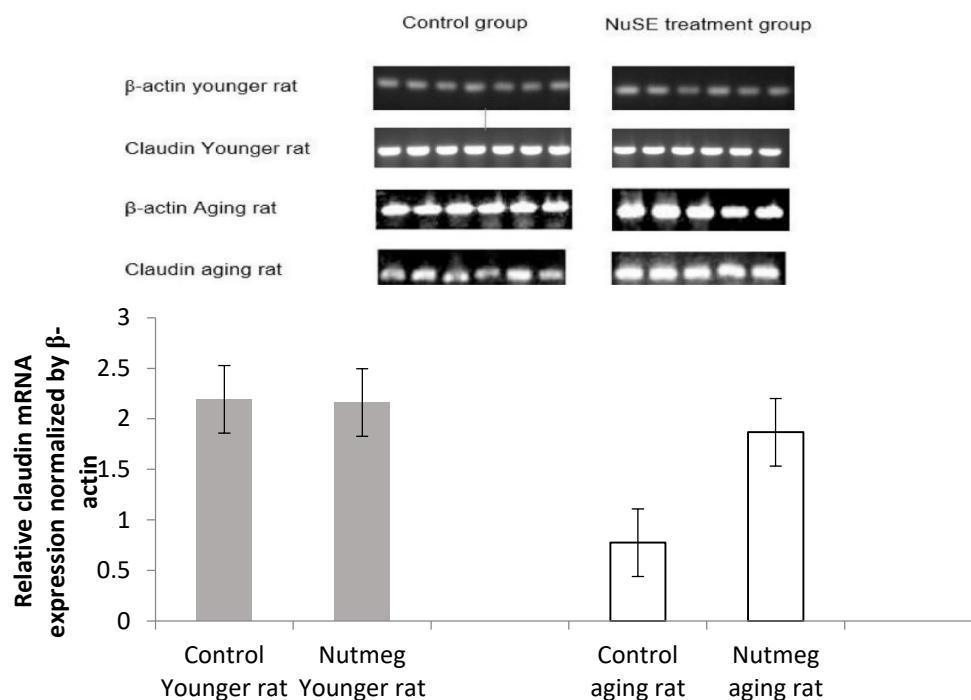 Control group
NuSE treatment group
β-actin younger rat
Claudin Younger rat
β-actin Aging rat
Claudin aging rat
Relative claudin mRNA
expression normalized by β-
actin
3
2.5
2
1.5
1
0.5
0
Control
Younger rat
Nutmeg
Younger rat
Control
aging rat
Nutmeg
aging rat